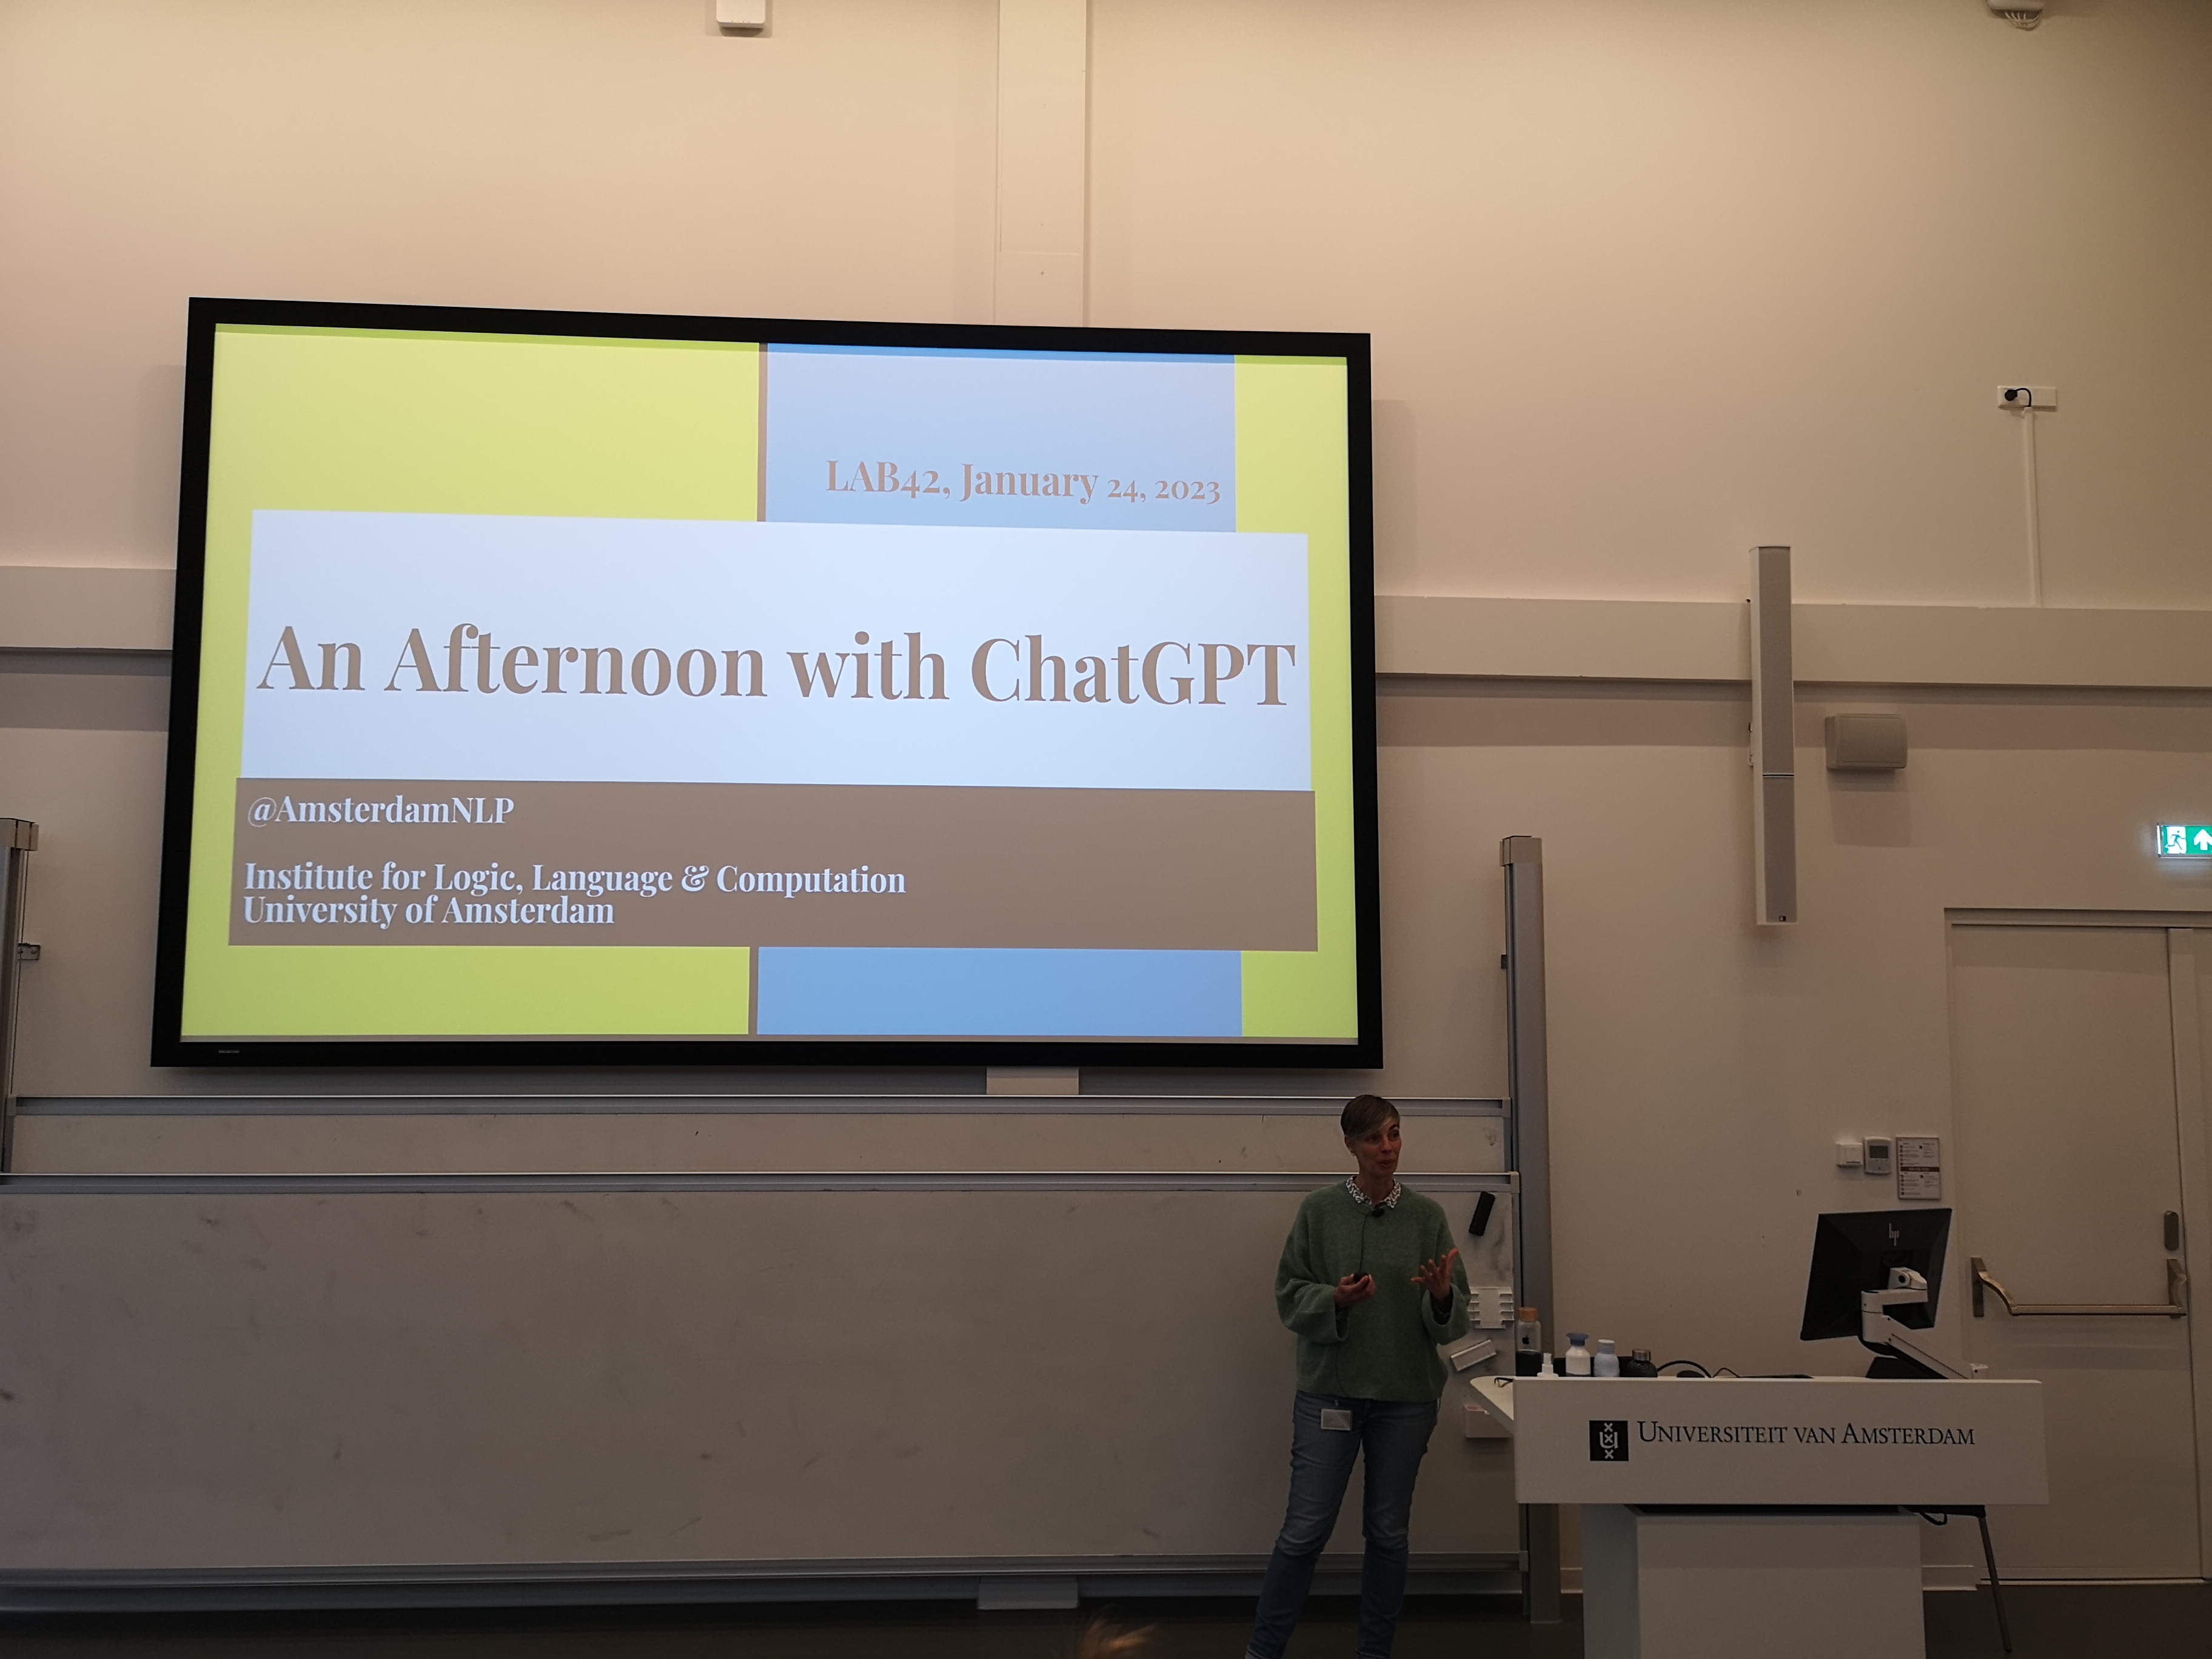 LAB42, January 24, 2023
An Afternoon with ChatGPT
@AmsterdamNLP
Institute for Logic, Language & Computation
University of Amsterdam
hp
UNIVERSITEIT VAN AMSTERDAM